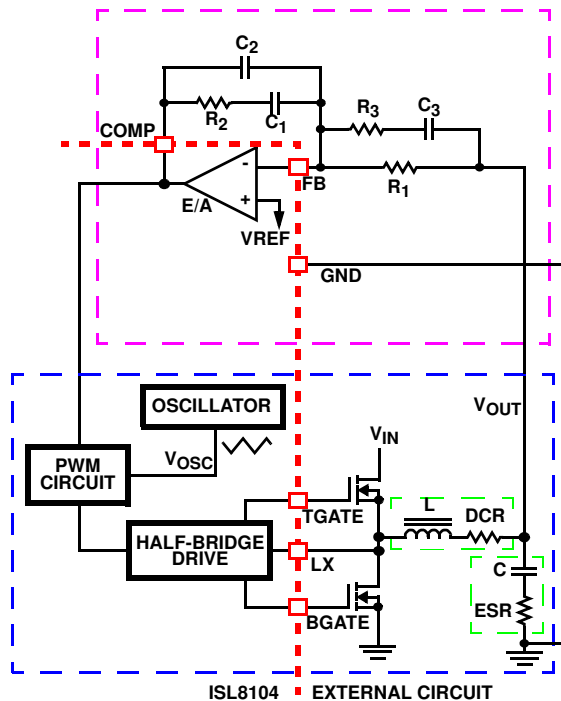 C2
R2
C1
COMP
R3
C3
-
FB
R1
E/A
+
VREF
GND
VOUT
OSCILLATOR
VIN
VOSC
PWM
CIRCUIT
TGATE
L
DCR
HALF-BRIDGE
DRIVE
LX
C
ESR
BGATE
ISL8104
EXTERNAL CIRCUIT